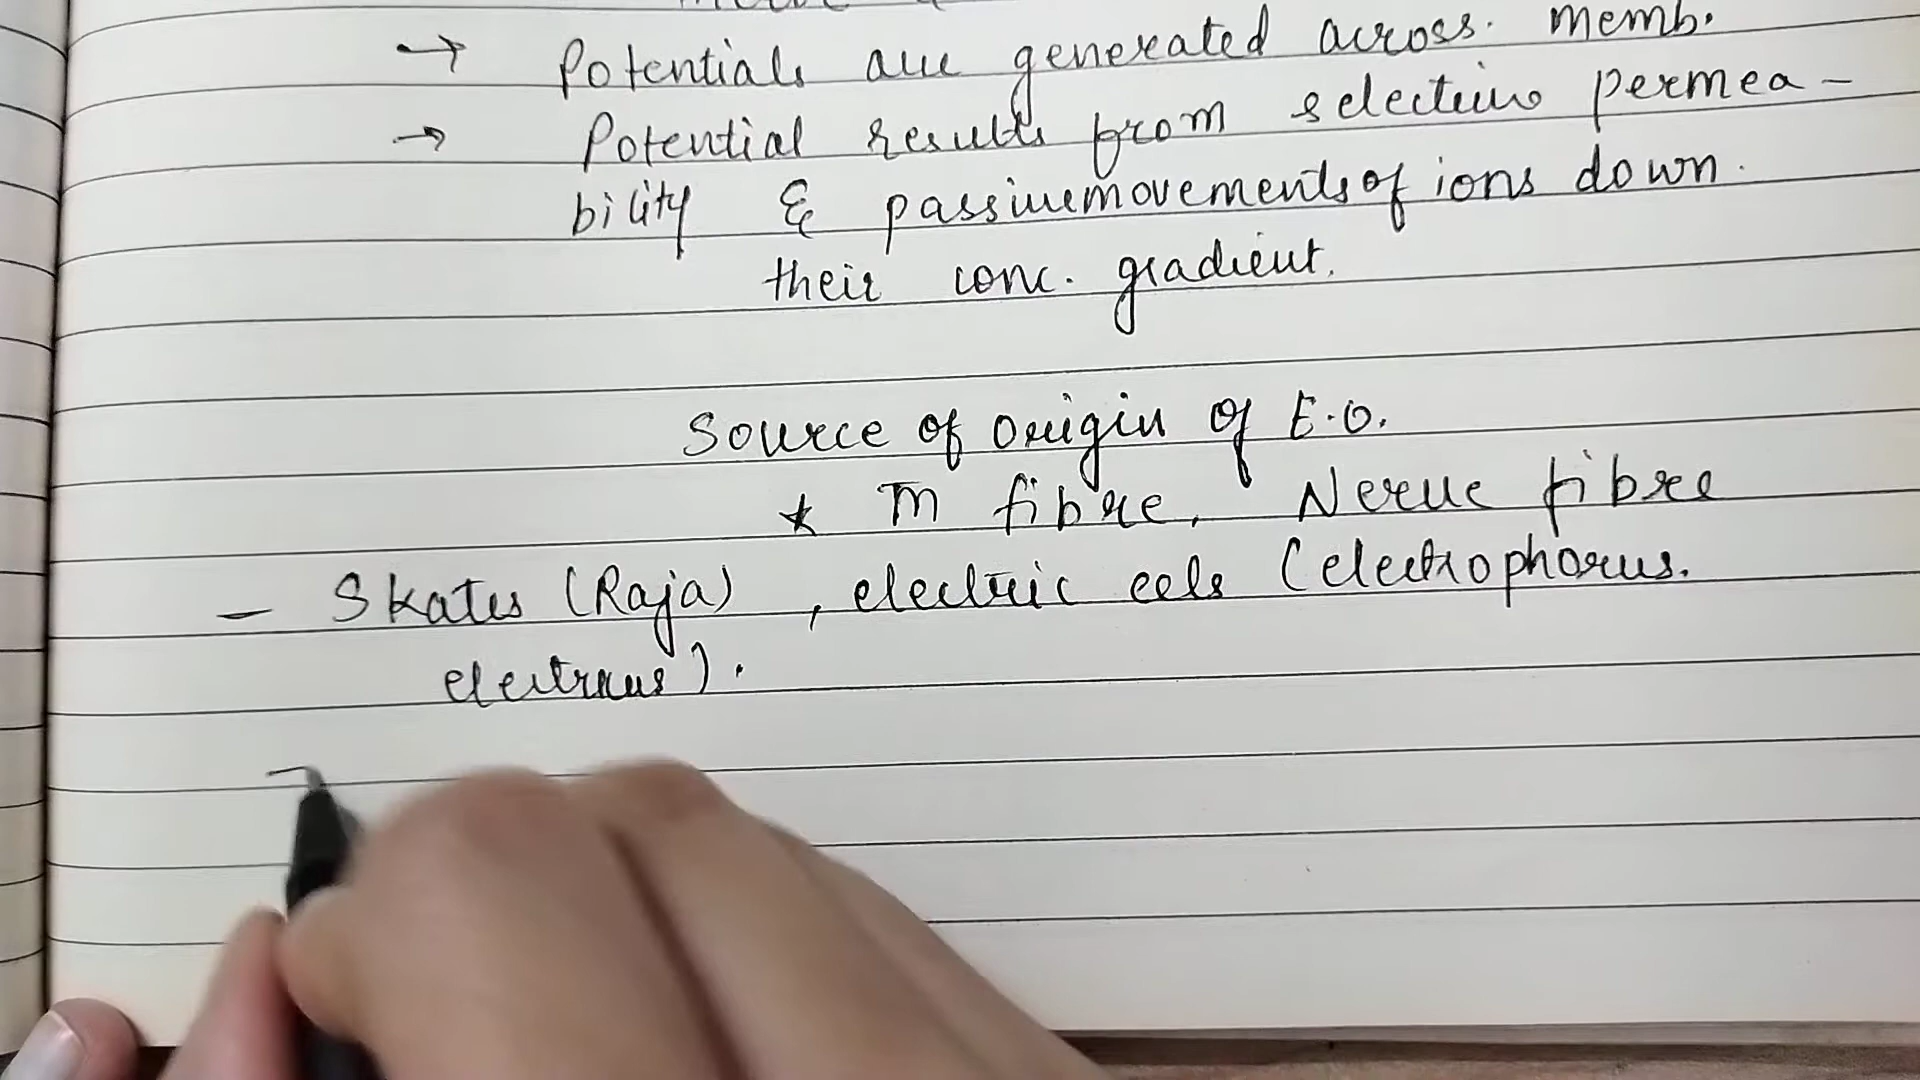 → Potentials are generated across. memb.
→ Potential results from selective permea-
bility & passive movements of ions down.
their conc. gradient.
Source of origin of E.O.
* m fibre, Nerve fibre
- Skates (Raja), electric eels (electrophorus.
electricus).